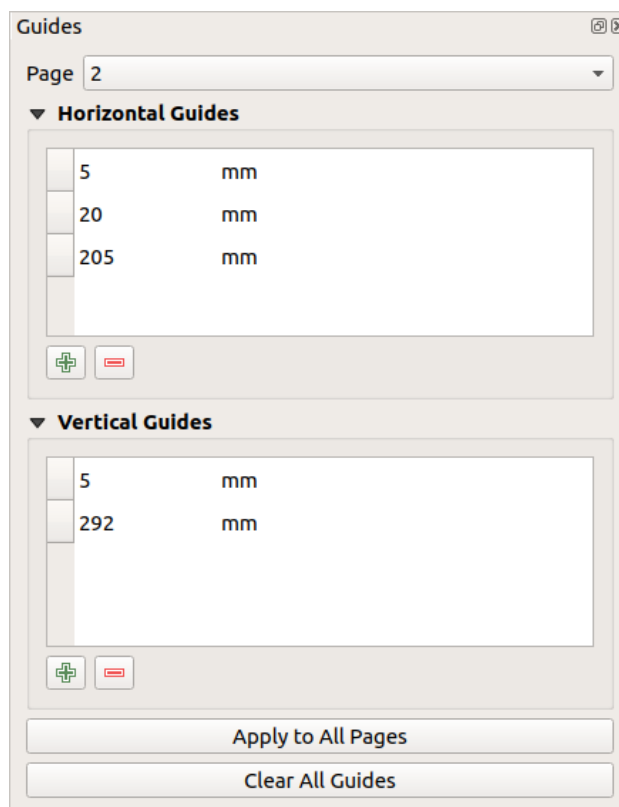 Guides
Page 2
Horizontal Guides
5 mm
20 mm
205 mm
Vertical Guides
5 mm
292 mm
Apply to All Pages
Clear All Guides